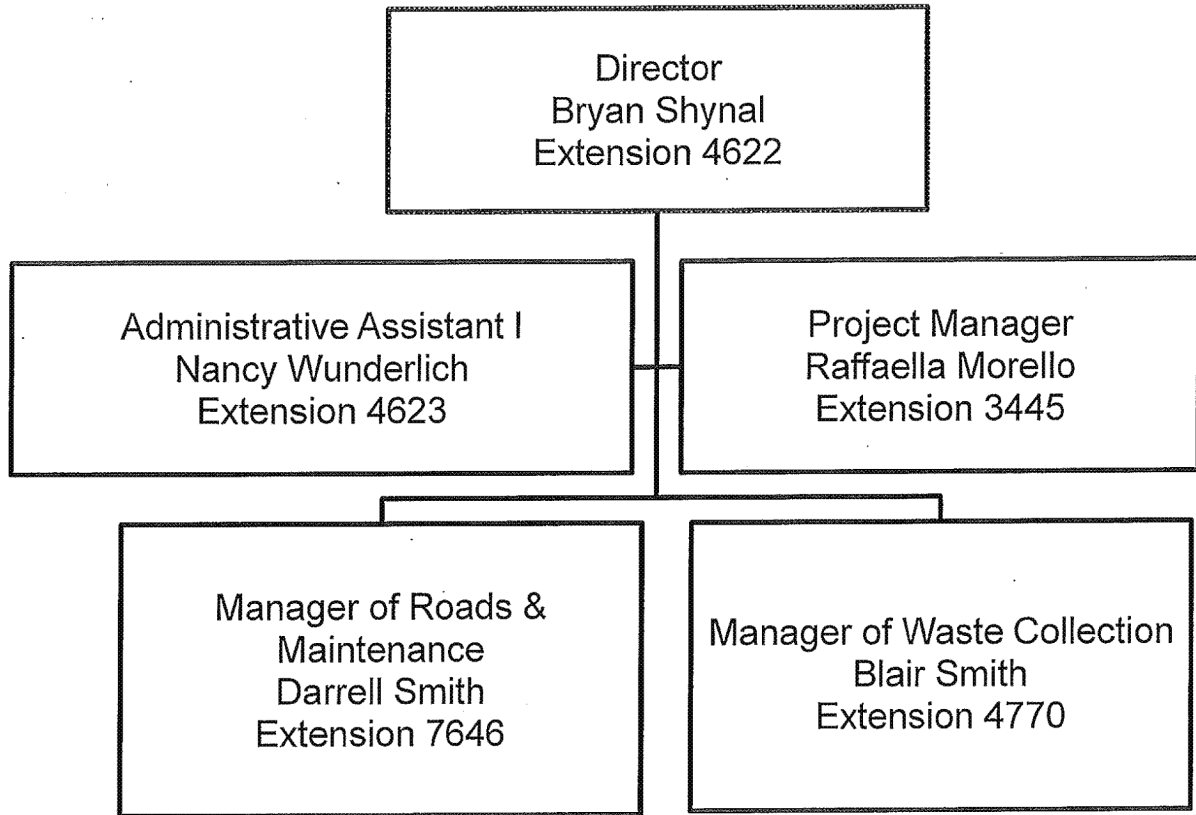 Director
Bryan Shynal
Extension 4622
Administrative Assistant I
Nancy Wunderlich
Extension 4623
Project Manager
Raffaella Morello
Extension 3445
Manager of Roads &
Maintenance
Darrell Smith
Extension 7646
Manager of Waste Collection
Blair Smith
Extension 4770